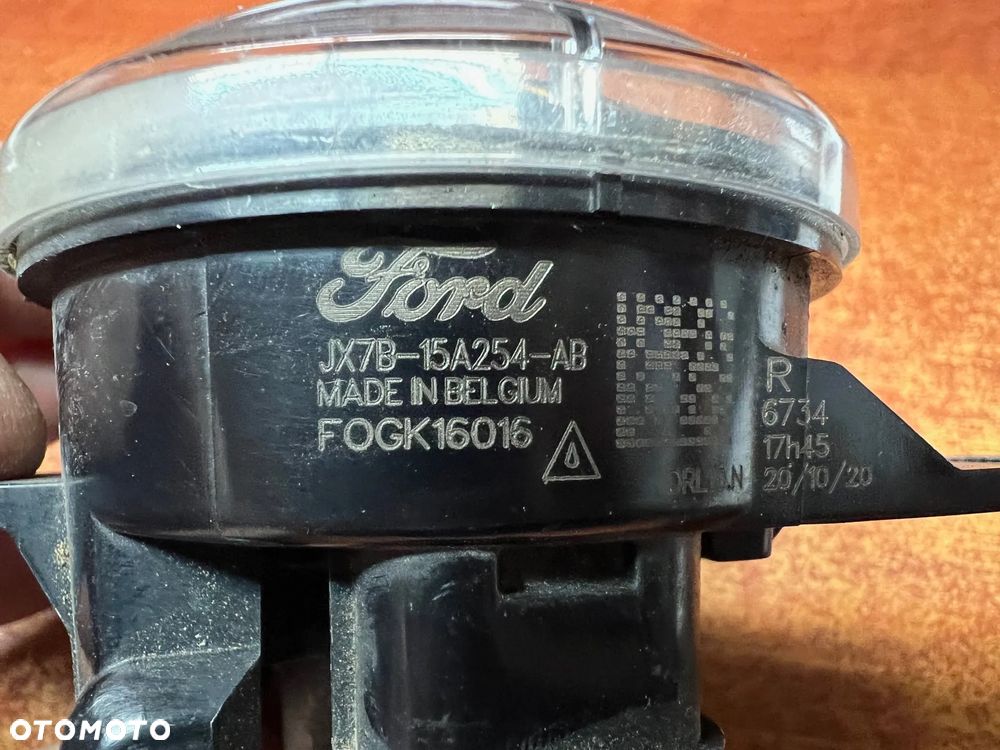 Ford
JX7B-15A254-AB
MADE IN BELGIUM
FOGK16016
R
6734
17h45
20/10/20
OTOMOTO